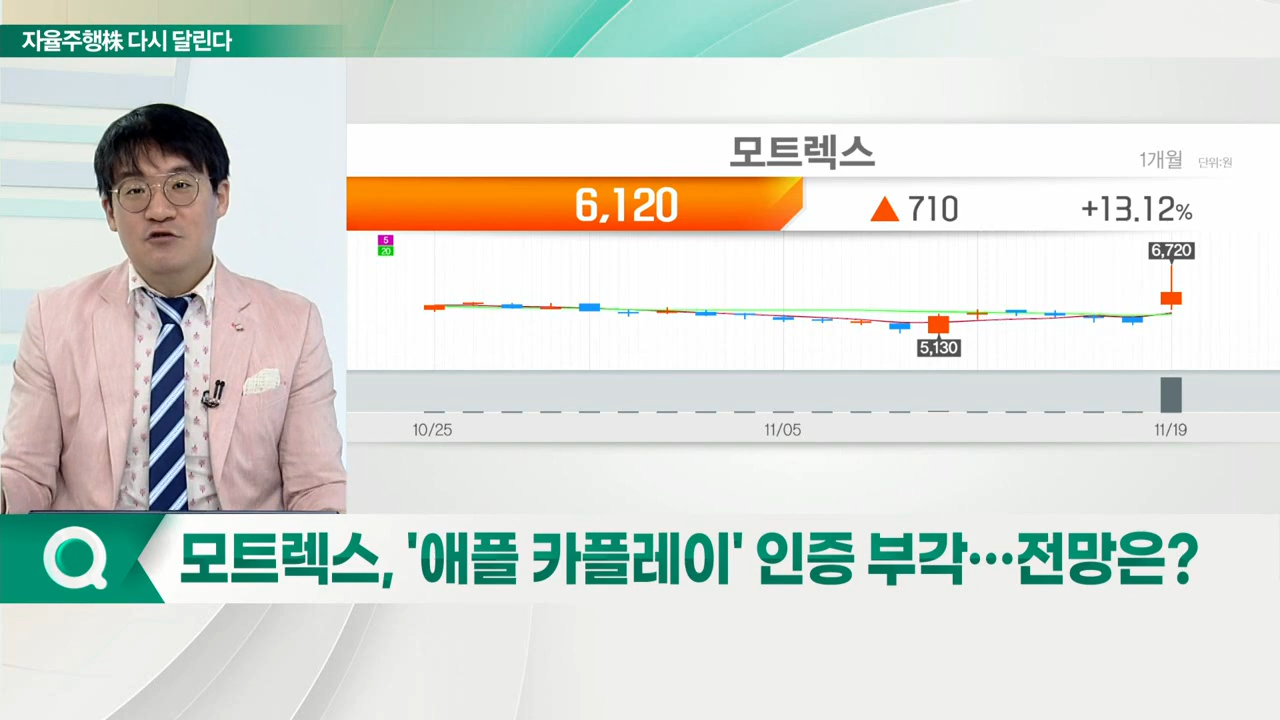 자율주행株 다시 달린다
모트렉스
1개월 단위:원
6,120 ▲ 710 +13.12%
5
20
6,720
5,130
10/25 11/05 11/19
Q 모트렉스, '애플 카플레이' 인증 부각…전망은?